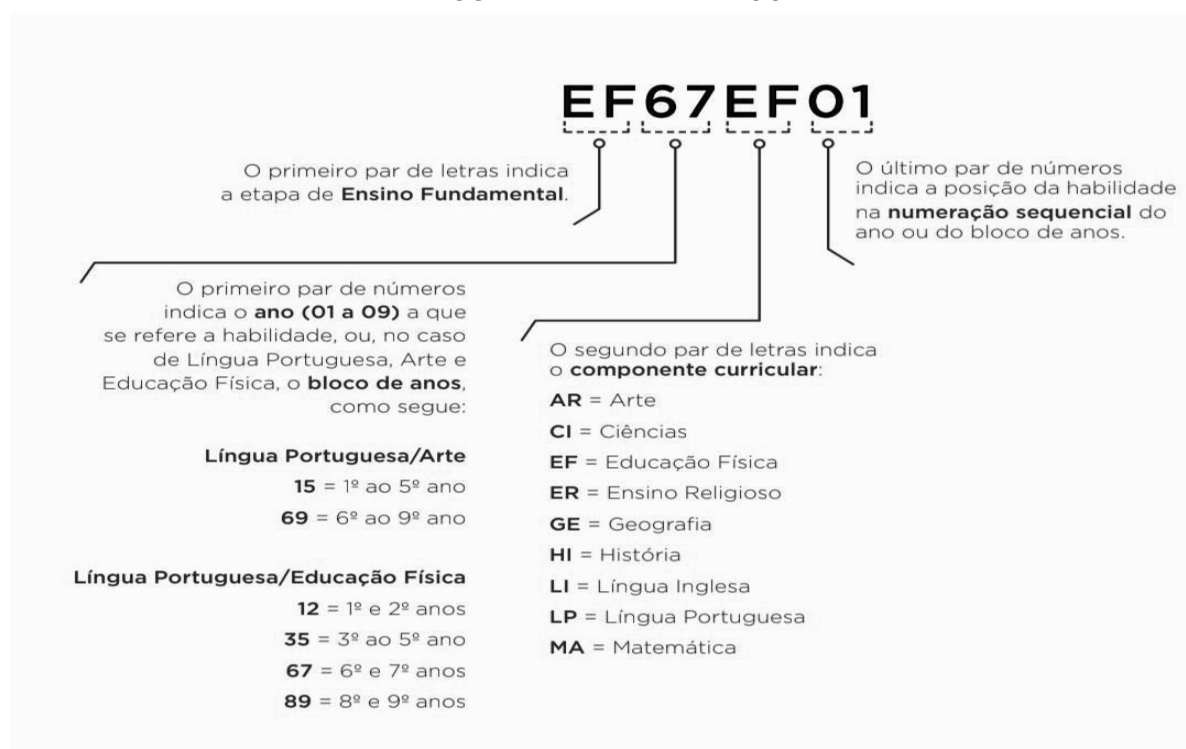 EF67EF01
O primeiro par de letras indica
a etapa de Ensino Fundamental.
O último par de números
indica a posição da habilidade
na numeração sequencial do
ano ou do bloco de anos.
O primeiro par de números
indica o ano (01 a 09) a que
se refere a habilidade, ou, no caso
de Língua Portuguesa, Arte e
Educação Física, o bloco de anos,
como segue:
Língua Portuguesa/Arte
15 = 1º ao 5º ano
69 = 6º ao 9º ano
Língua Portuguesa/Educação Física
12 = 1º e 2º anos
35 = 3º ao 5º ano
67 = 6º e 7º anos
89 = 8º e 9º anos
O segundo par de letras indica
o componente curricular:
AR = Arte
CI = Ciências
EF = Educação Física
ER = Ensino Religioso
GE = Geografia
HI = História
LI = Língua Inglesa
LP = Língua Portuguesa
MA = Matemática